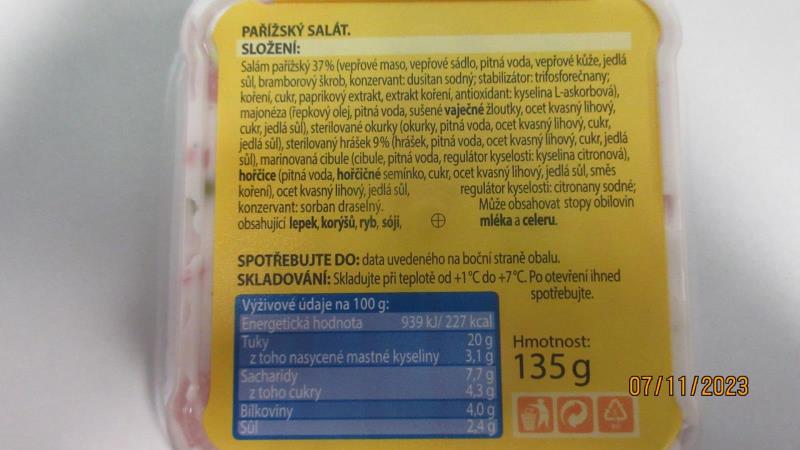 PAŘÍŽSKÝ SALÁT.
SLOŽENÍ:
Salám pařížský 37% (vepřové maso, vepřové sádlo, pitná voda, vepřové kůže, jedlá
sůl, bramborový škrob, konzervant: dusitan sodný; stabilizátor: trifosforečnany;
koření, cukr, paprikový extrakt, extrakt koření, antioxidant: kyselina L-askorbová),
majonéza (řepkový olej, pitná voda, sušené vaječné žloutky, ocet kvasný lihový,
cukr, jedlá sůl), sterilované okurky (okurky, pitná voda, ocet kvasný lihový, cukr,
jedlá sůl), sterilovaný hrášek 9% (hrášek, pitná voda, ocet kvasný lihový, cukr, jedlá
sůl), marinovaná cibule (cibule, pitná voda, regulátor kyselosti: kyselina citronová),
hořčice (pitná voda, hořčičné semínko, cukr, ocet kvasný lihový, jedlá sůl, směs
koření), ocet kvasný lihový, jedlá sůl, regulátor kyselosti: citronany sodné;
konzervant: sorban draselný. Může obsahovat stopy obilovin
obsahující lepek, korýšů, ryb, sóji, mléka a celeru.
SPOTŘEBUJTE DO: data uvedeného na boční straně obalu.
SKLADOVÁNÍ: Skladujte při teplotě od +1°C do +7°C. Po otevření ihned
spotřebujte.
Výživové údaje na 100 g:
Energetická hodnota 939 kJ/ 227 kcal
Tuky 20 g
z toho nasycené mastné kyseliny 3,1 g
Sacharidy 7,7 g
z toho cukry 4,3 g
Bílkoviny 4,0 g
Sůl 2,4 g
Hmotnost:
135 g
07/11/2023